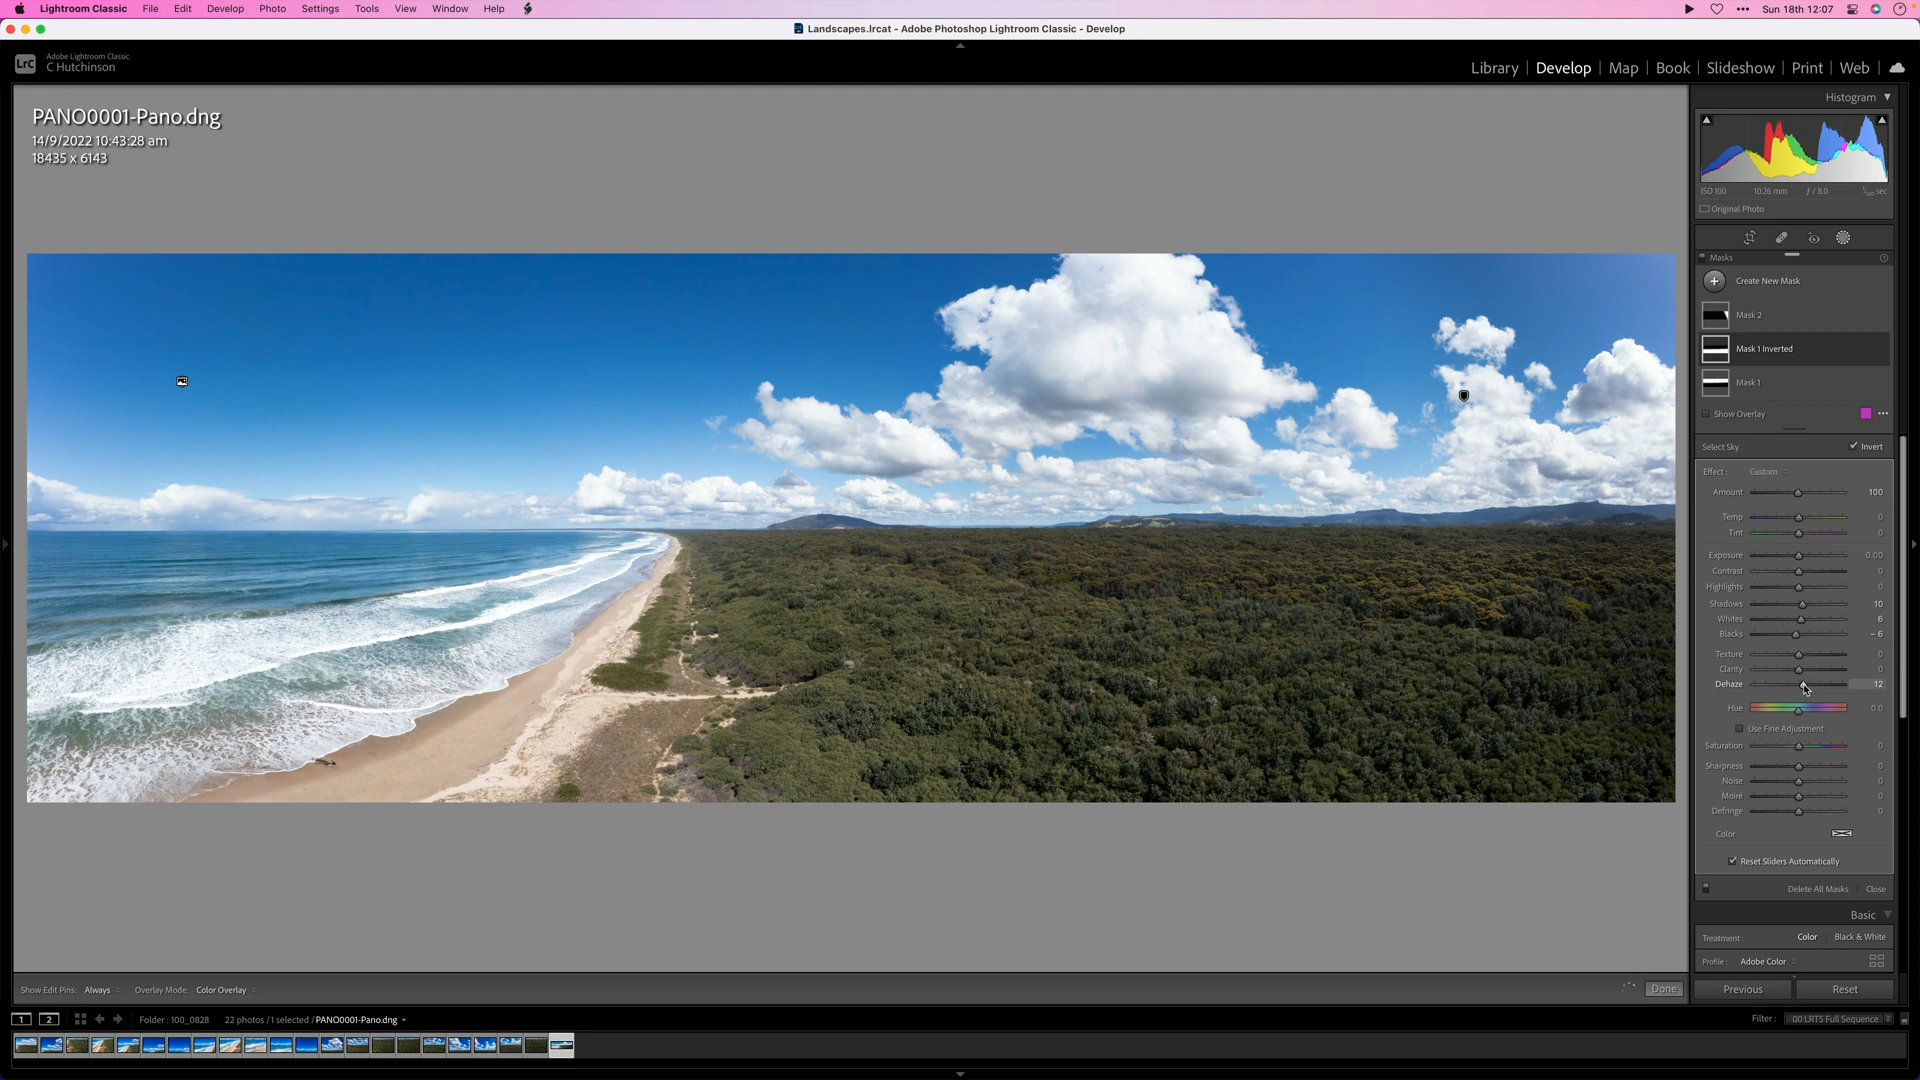 Lightroom Classic File Edit Develop Photo Settings Tools View Window Help Sun 18th 12:07
Landscapes.lrcat - Adobe Photoshop Lightroom Classic - Develop
LrC
Adobe Lightroom Classic
C Hutchinson
Library | Develop | Map | Book | Slideshow | Print | Web
PANO0001-Pano.dng
14/9/2022 10:43:28 am
18435 x 6143
Histogram
ISO 100 10.26 mm ƒ / 8.0 sec
Original Photo
Masks
Create New Mask
Mask 2
Mask 1 Inverted
Mask 1
Show Overlay
Select Sky Invert
Effect : Custom
Amount 100
Temp 0
Tint 0
Exposure 0.00
Contrast 0
Highlights 0
Shadows 10
Whites 6
Blacks – 6
Texture 0
Clarity 0
Dehaze 12
Hue 0.0
Use Fine Adjustment
Saturation 0
Sharpness 0
Noise 0
Moiré 0
Defringe 0
Color
Reset Sliders Automatically
Delete All Masks Close
Basic
Treatment : Color Black & White
Profile : Adobe Color
Show Edit Pins: Always Overlay Mode: Color Overlay Done
Previous Reset
1 2 Folder : 100_0828 22 photos / 1 selected / PANO0001-Pano.dng Filter : 00 LRT5 Full Sequence